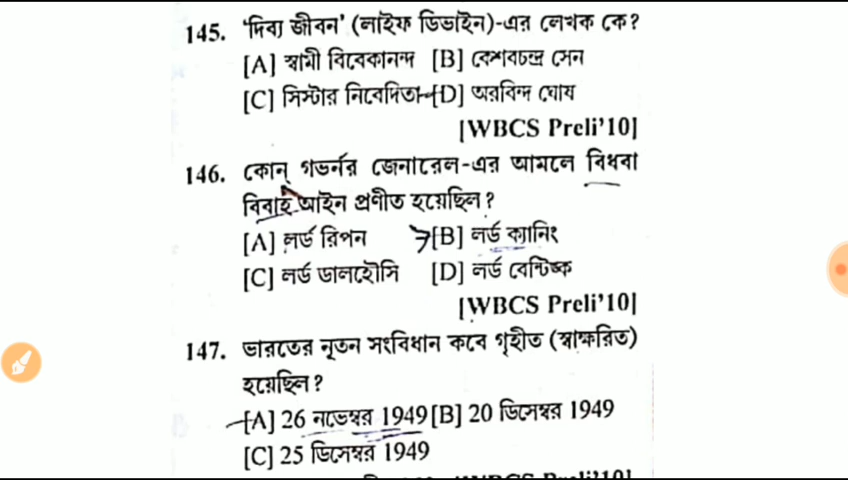 145. ‘দিব্য জীবন’ (লাইফ ডিভাইন)-এর লেখক কে?
[A] স্বামী বিবেকানন্দ [B] কেশবচন্দ্র সেন
[C] সিস্টার নিবেদিতা [D] অরবিন্দ ঘোষ
[WBCS Preli’10]
146. কোন্ গভর্নর জেনারেল-এর আমলে বিধবা
বিবাহ আইন প্রণীত হয়েছিল?
[A] লর্ড রিপন [B] লর্ড ক্যানিং
[C] লর্ড ডালহৌসি [D] লর্ড বেন্টিঙ্ক
[WBCS Preli’10]
147. ভারতের নূতন সংবিধান কবে গৃহীত (স্বাক্ষরিত)
হয়েছিল?
[A] 26 নভেম্বর 1949 [B] 20 ডিসেম্বর 1949
[C] 25 ডিসেম্বর 1949